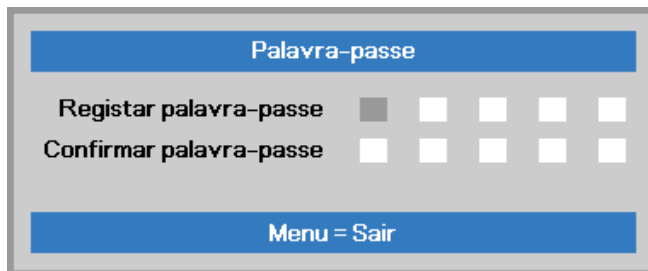 Palavra-passe
Registar palavra-passe
Confirmar palavra-passe
Menu = Sair